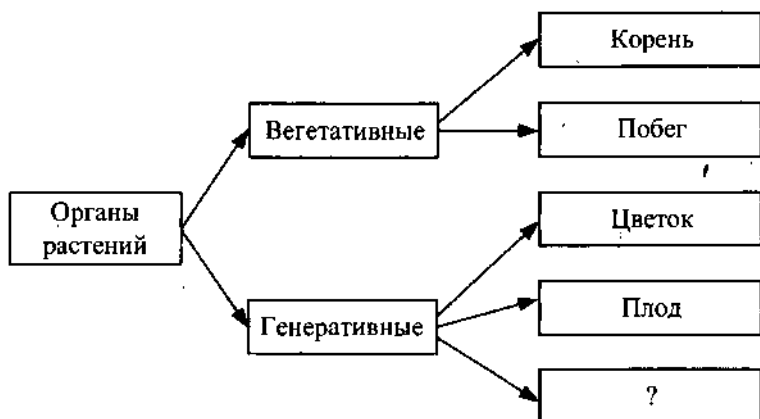 Корень
Вегетативные
Побег
Органы
растений
Цветок
Генеративные
Плод
?